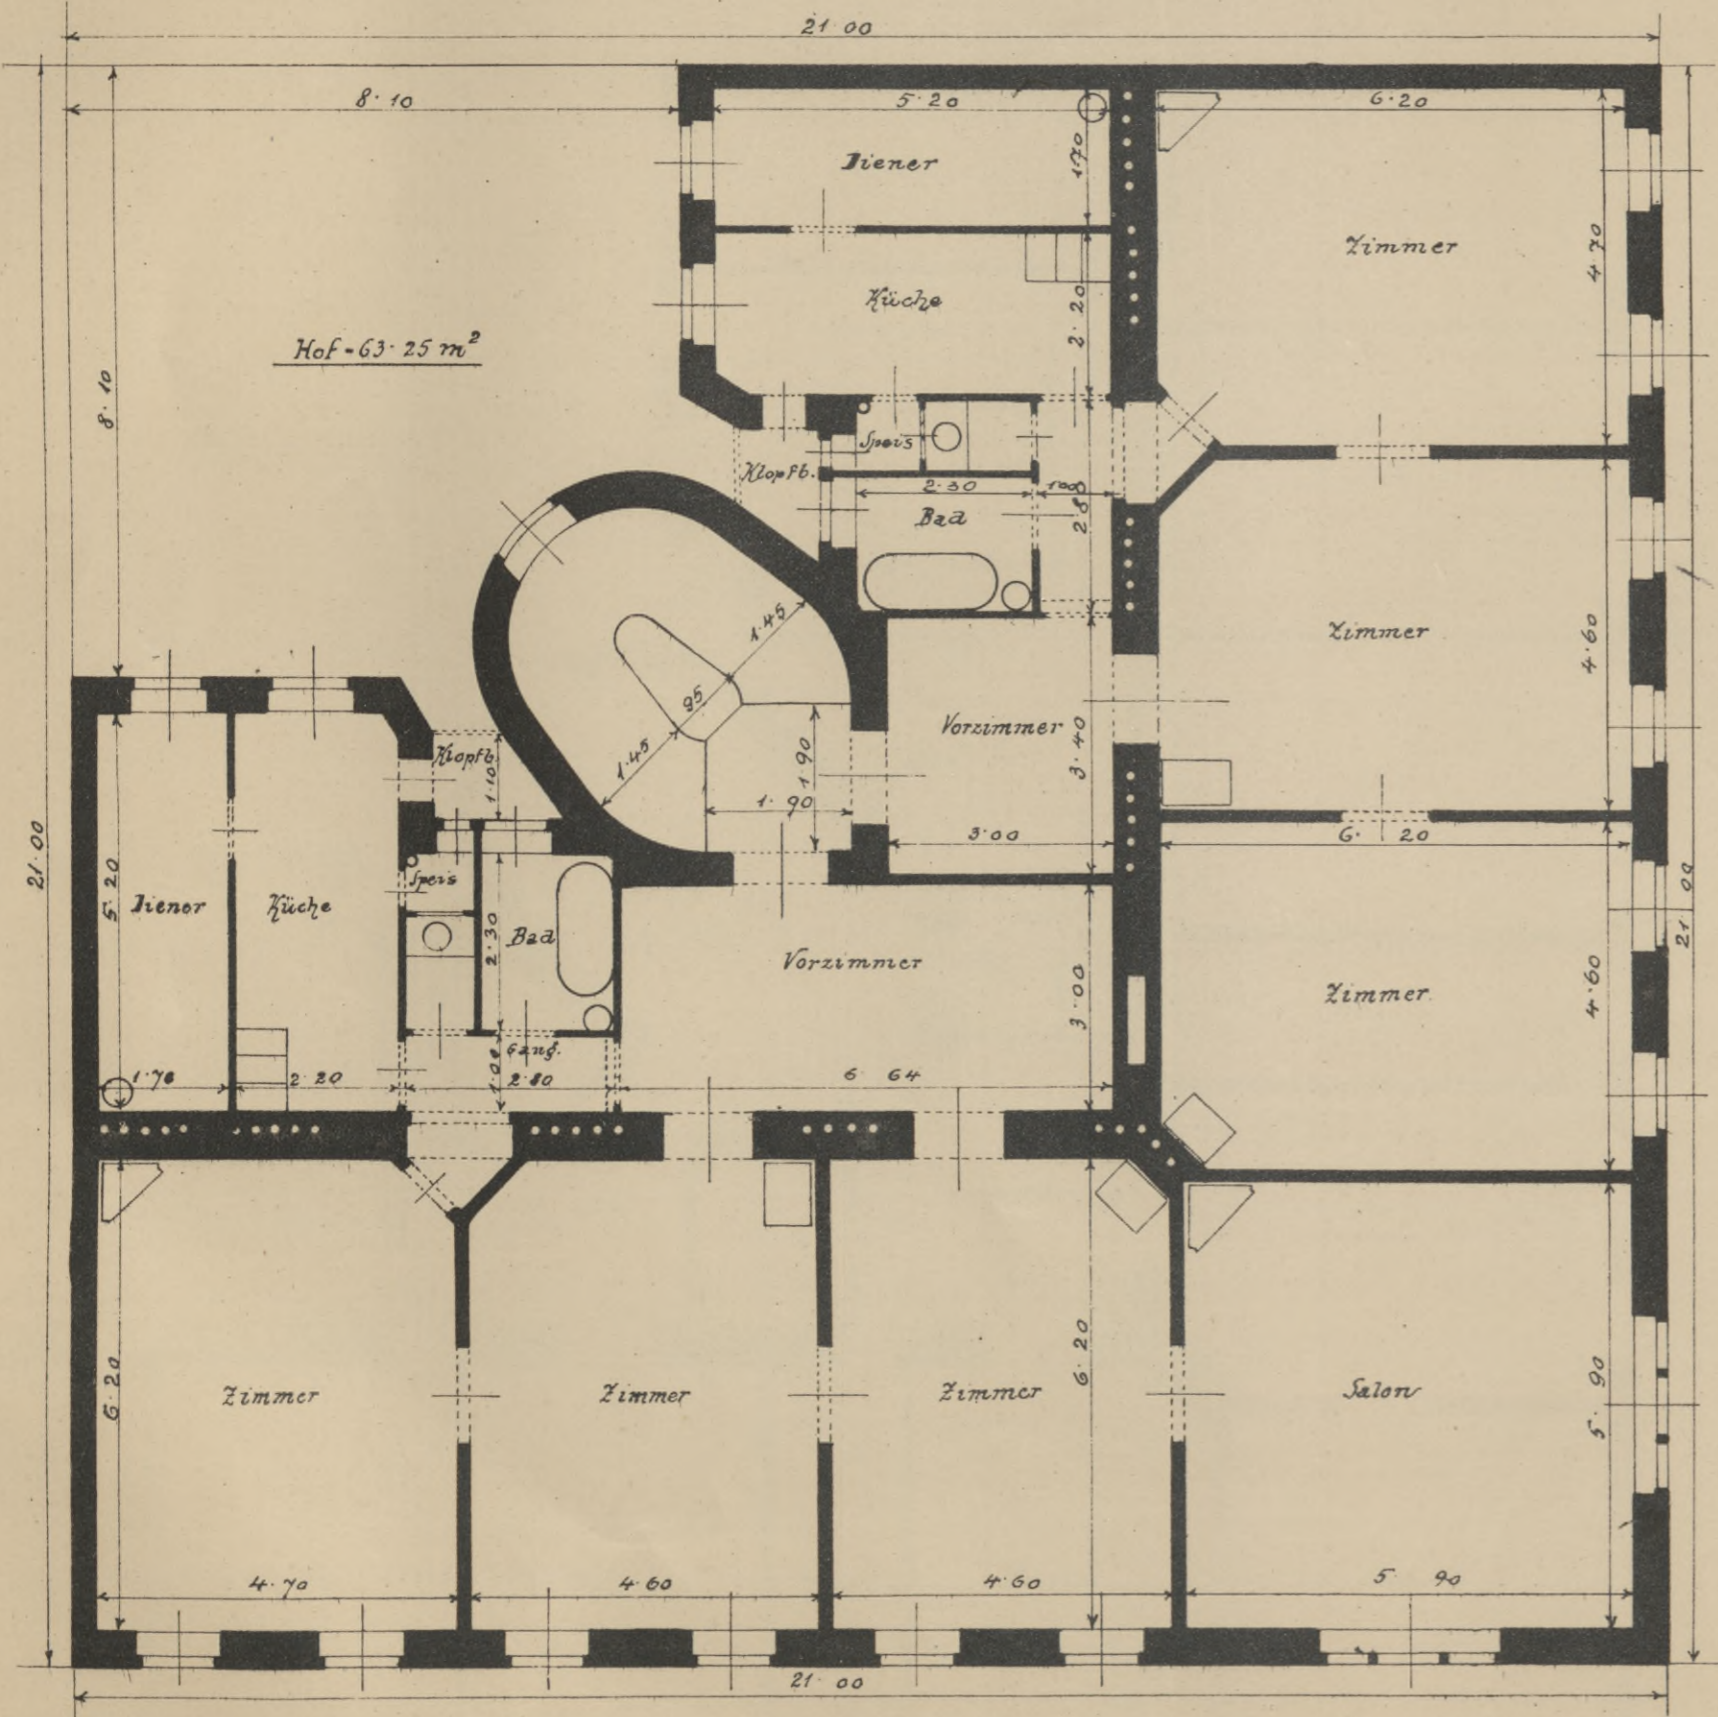 21·00
8·10
5·20
6·20
Diener
1·70
Zimmer
4·70
Küche
2·20
Hof = 63·25 m²
8·10
Speis
Klopfb.
2·30
1·00
Bad
2·80
1·45
Zimmer
4·60
95
1·45
Vorzimmer
3·40
Klopfb
1·10
1·90
1·90
3·00
6·20
21·00
5·20
Diener
Küche
Speis
2·30
Bad
Vorzimmer
3·00
Zimmer
4·60
21·00
Gang.
1·00
1·70
2·20
2·80
6·64
6·20
Zimmer
Zimmer
Zimmer
6·20
Salon
5·90
4·70
4·60
4·60
5·90
21·00